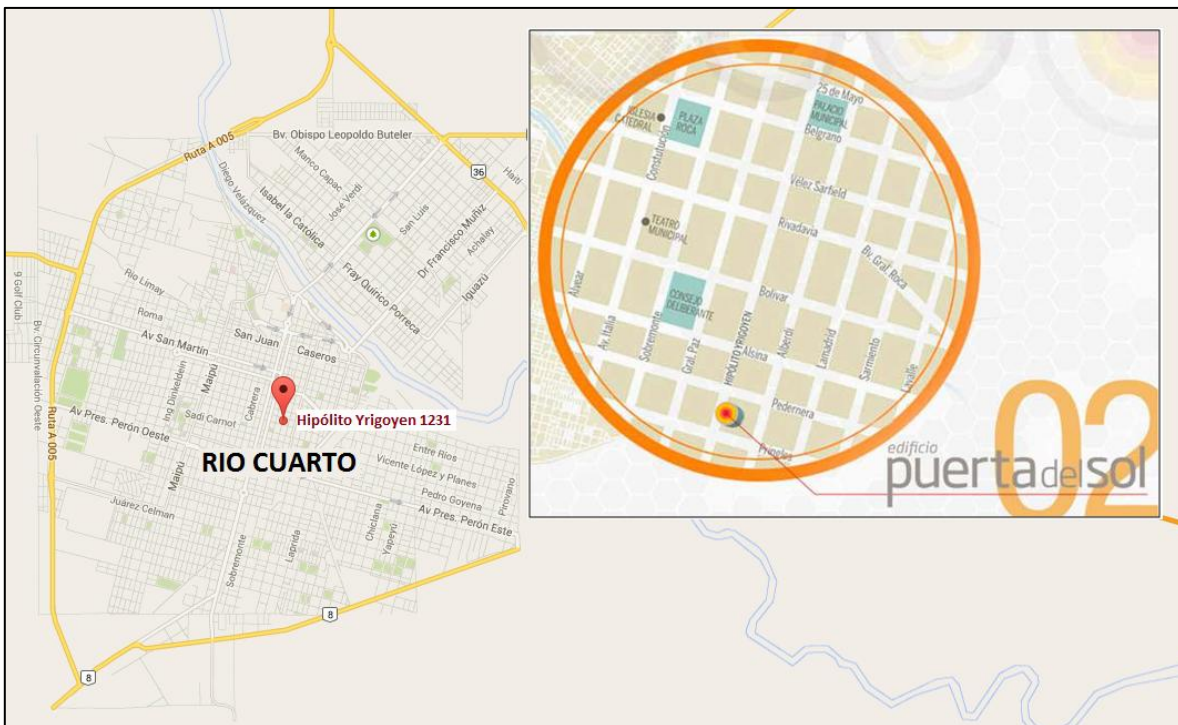 Bv. Obispo Leopoldo Buteler
Ruta A 005
36
Haití
Manco Capac
José Verdi
Diego Velázquez
Isabel la Católica
San Luis
Dr Francisco Muñiz
Achalay
Iguazú
Fray Quirico Porreca
9 Golf Club
Rio Limay
Roma
Bv. Circunvalación Oeste
San Juan
Caseros
Av San Martín
Maipú
Ing Dinkeldein
Cabrera
Sadi Carnot
Hipólito Yrigoyen 1231
Av Pres. Perón Oeste
Ruta A 005
RIO CUARTO
Maipú
Entre Ríos
Vicente López y Planes
Pedro Goyena
Pirovano
Av Pres. Perón Este
Juárez Celman
Chiclana
Yapeyú
Laprida
Sobremonte
8
8
25 de Mayo
IGLESIA
CATEDRAL
PLAZA
ROCA
PALACIO
MUNICIPAL
Belgrano
Constitución
Vélez Sarfield
TEATRO
MUNICIPAL
Rivadavia
Bv. Gral. Roca
Alvear
CONSEJO
DELIBERANTE
Bolivar
Av. Italia
Sobremonte
Gral. Paz
HIPÓLITO YRIGOYEN
Alsina
Alberdi
Lamadrid
Sarmiento
Lavalle
Pedernera
Pringles
02
edificio
puertadelsol